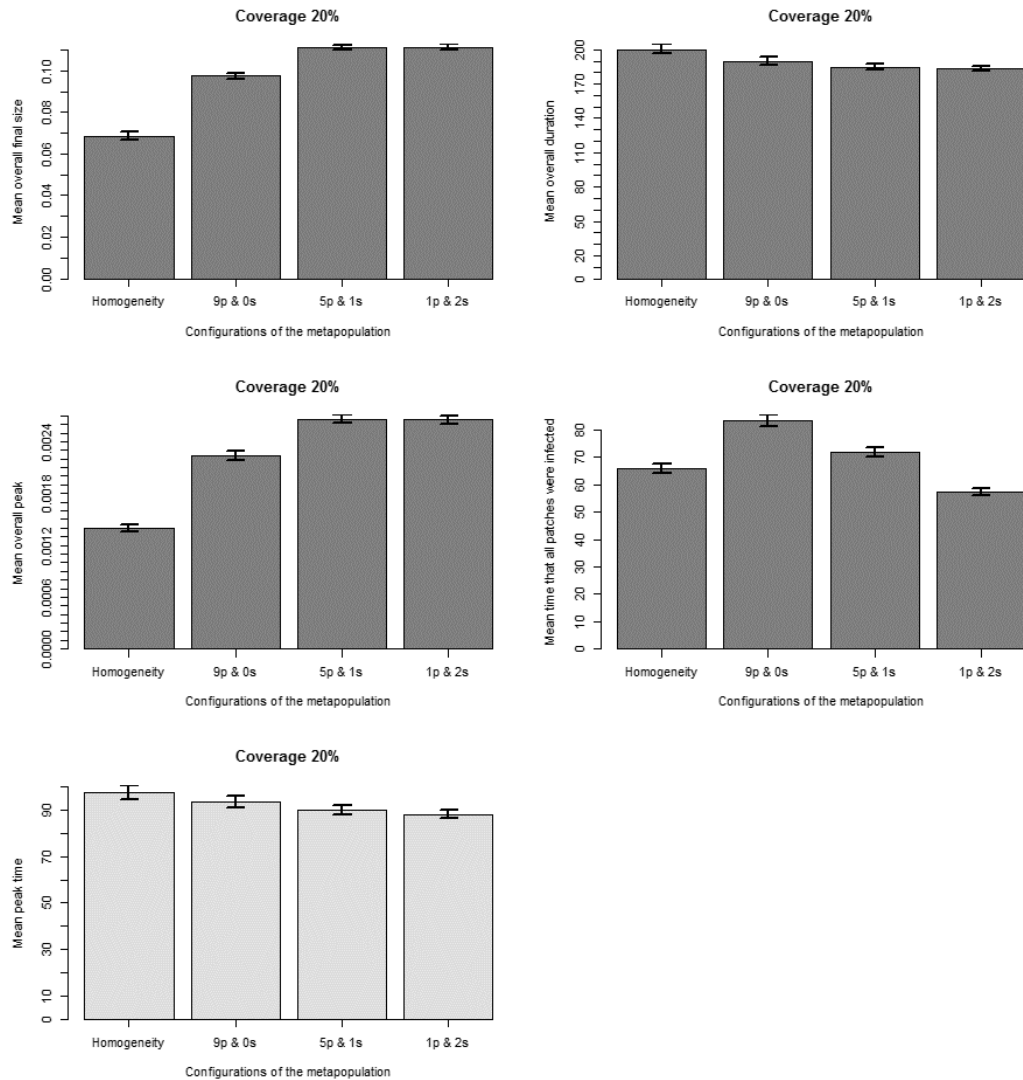 Coverage 20%
Mean overall final size
0.00 0.02 0.04 0.06 0.08 0.10
Homogeneity 9p & 0s 5p & 1s 1p & 2s
Configurations of the metapopulation
Coverage 20%
Mean overall duration
0 20 50 80 110 140 170 200
Homogeneity 9p & 0s 5p & 1s 1p & 2s
Configurations of the metapopulation
Coverage 20%
Mean overall peak
0.0000 0.0006 0.0012 0.0018 0.0024
Homogeneity 9p & 0s 5p & 1s 1p & 2s
Configurations of the metapopulation
Coverage 20%
Mean time that all patches were infected
0 10 20 30 40 50 60 70 80
Homogeneity 9p & 0s 5p & 1s 1p & 2s
Configurations of the metapopulation
Coverage 20%
Mean peak time
0 10 30 50 70 90
Homogeneity 9p & 0s 5p & 1s 1p & 2s
Configurations of the metapopulation